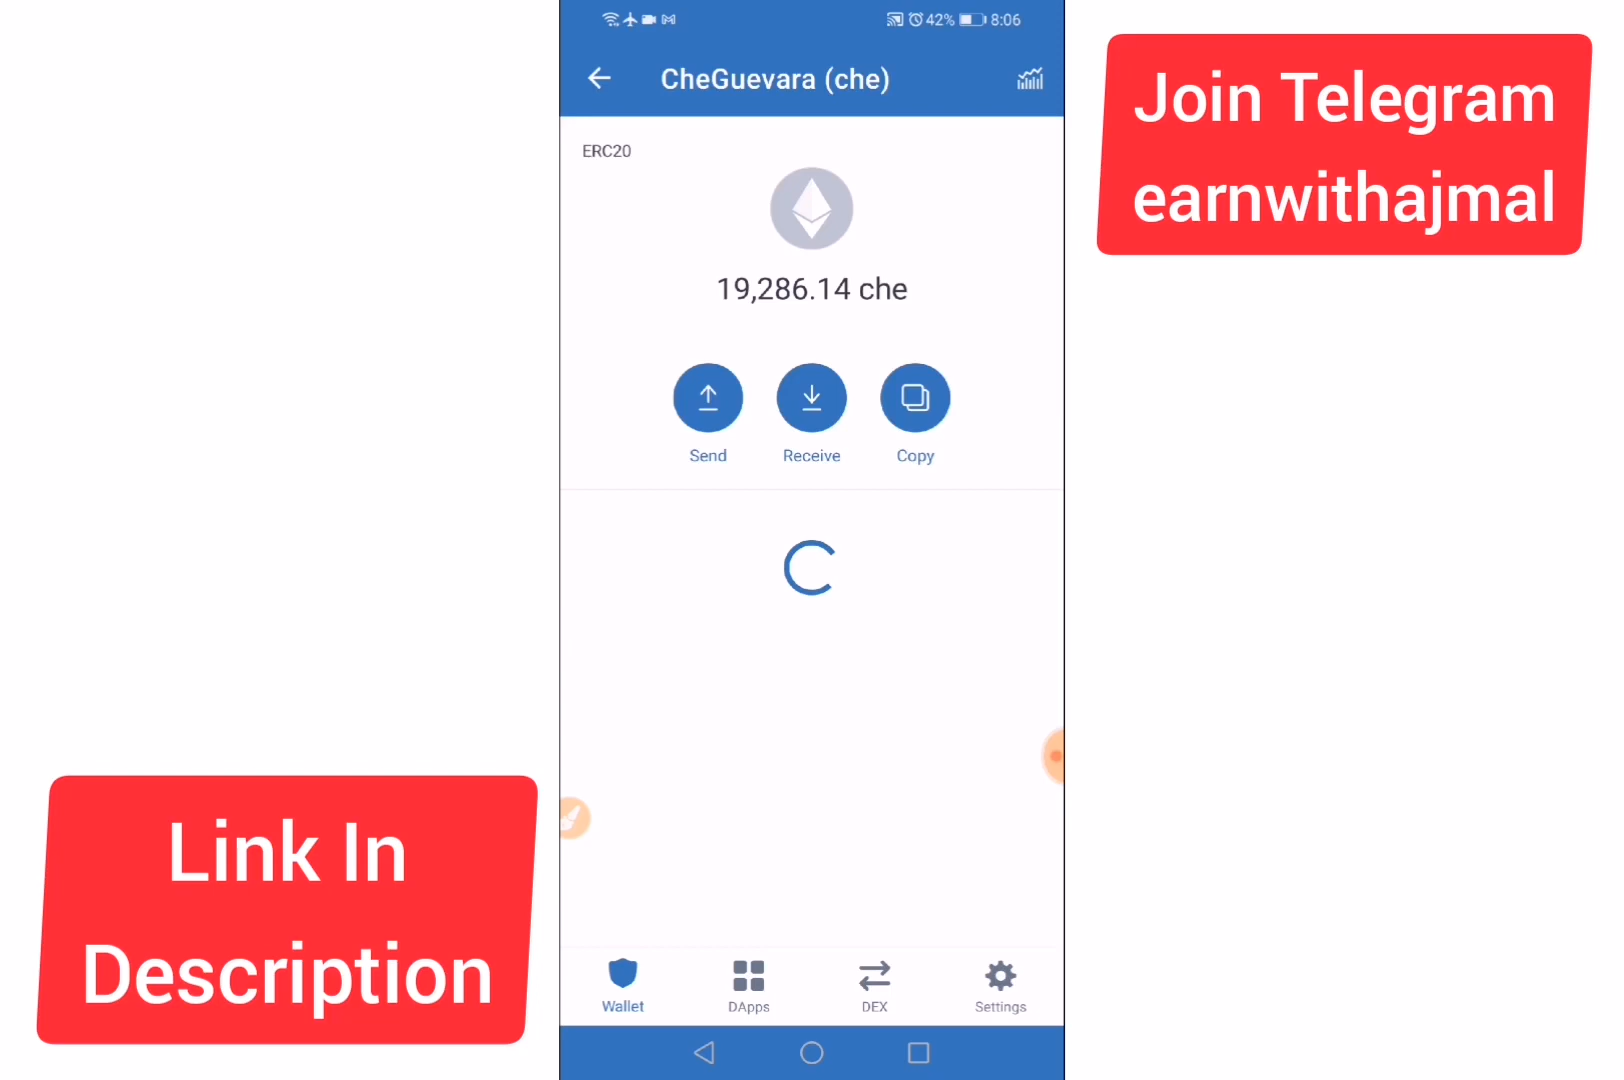 42% 8:06
CheGuevara (che)
Join Telegram
earnwithajmal
ERC20
19,286.14 che
Send Receive Copy
Link In
Description
Wallet DApps DEX Settings